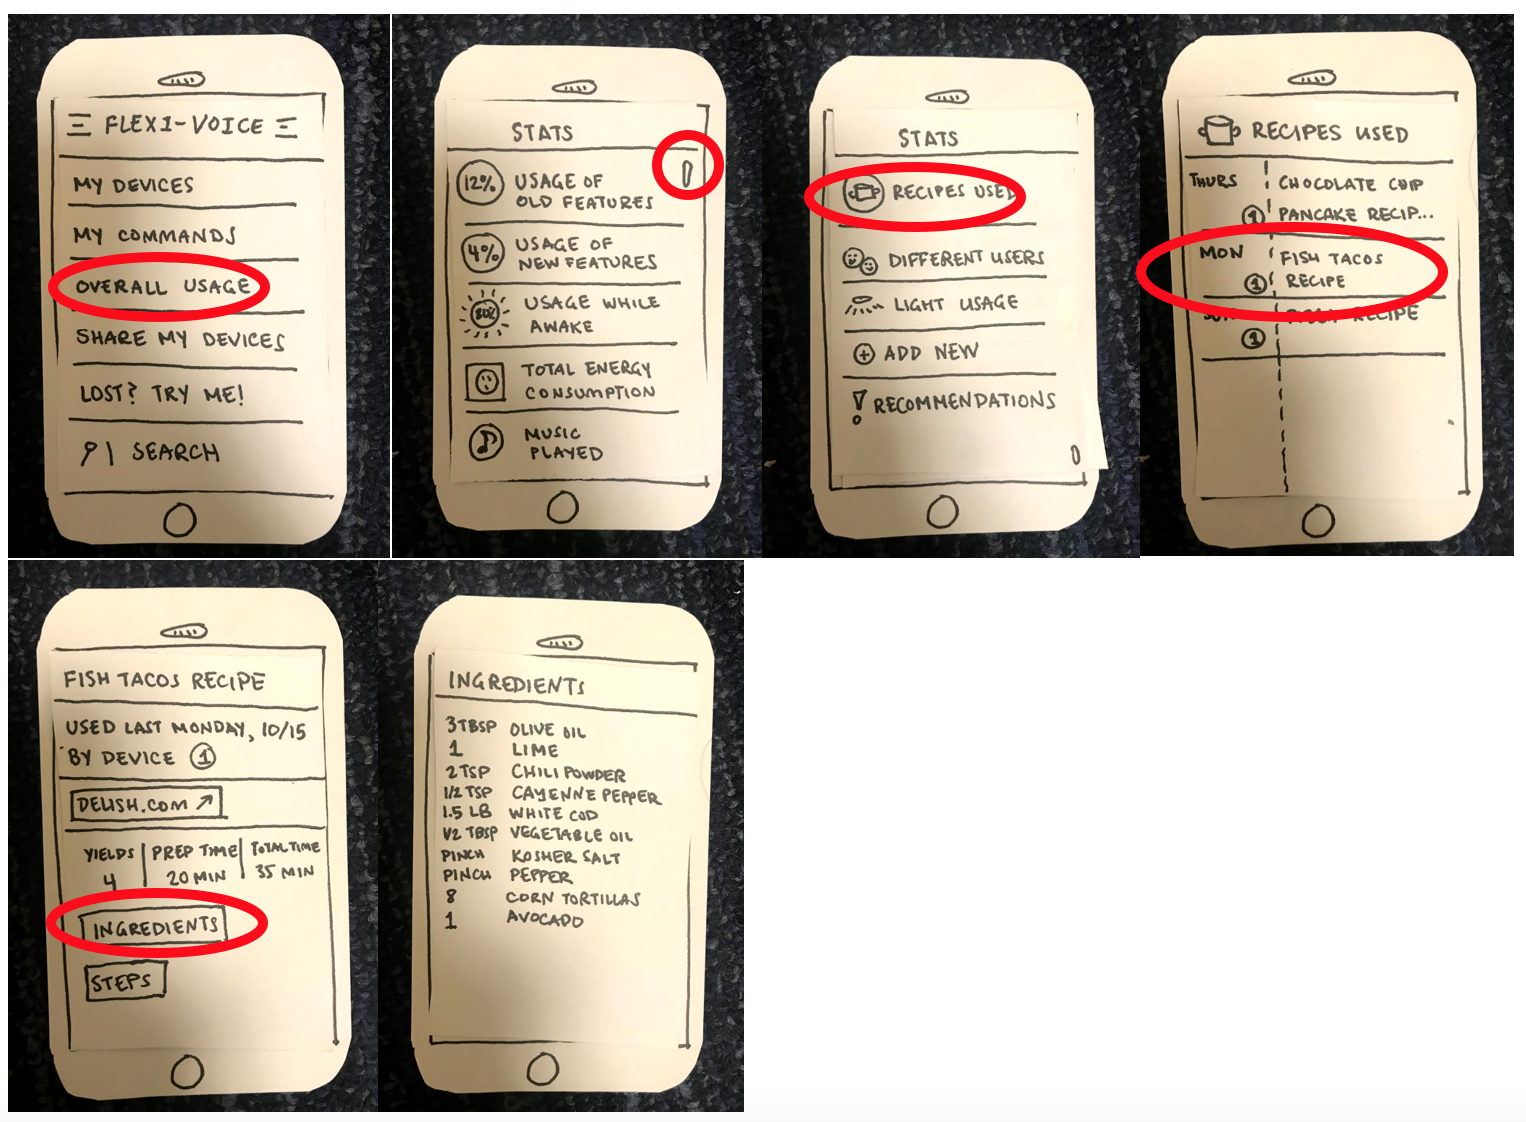 FLEXI-VOICE
MY DEVICES
MY COMMANDS
OVERALL USAGE
SHARE MY DEVICES
LOST? TRY ME!
SEARCH
STATS
12% USAGE OF
OLD FEATURES
4% USAGE OF
NEW FEATURES
80% USAGE WHILE
AWAKE
TOTAL ENERGY
CONSUMPTION
MUSIC
PLAYED
STATS
RECIPES USED
DIFFERENT USERS
LIGHT USAGE
+ ADD NEW
! RECOMMENDATIONS
RECIPES USED
THURS CHOCOLATE CHIP
1 PANCAKE RECIP...
MON FISH TACOS
1 RECIPE
RECIPE
1
FISH TACOS RECIPE
USED LAST MONDAY, 10/15
BY DEVICE 1
DELISH.COM ↗
YIELDS PREP TIME TOTAL TIME
4 20 MIN 35 MIN
INGREDIENTS
STEPS
INGREDIENTS
3 TBSP OLIVE OIL
1 LIME
2 TSP CHILI POWDER
1/2 TSP CAYENNE PEPPER
1.5 LB WHITE COD
1/2 TBSP VEGETABLE OIL
PINCH KOSHER SALT
PINCH PEPPER
8 CORN TORTILLAS
1 AVOCADO